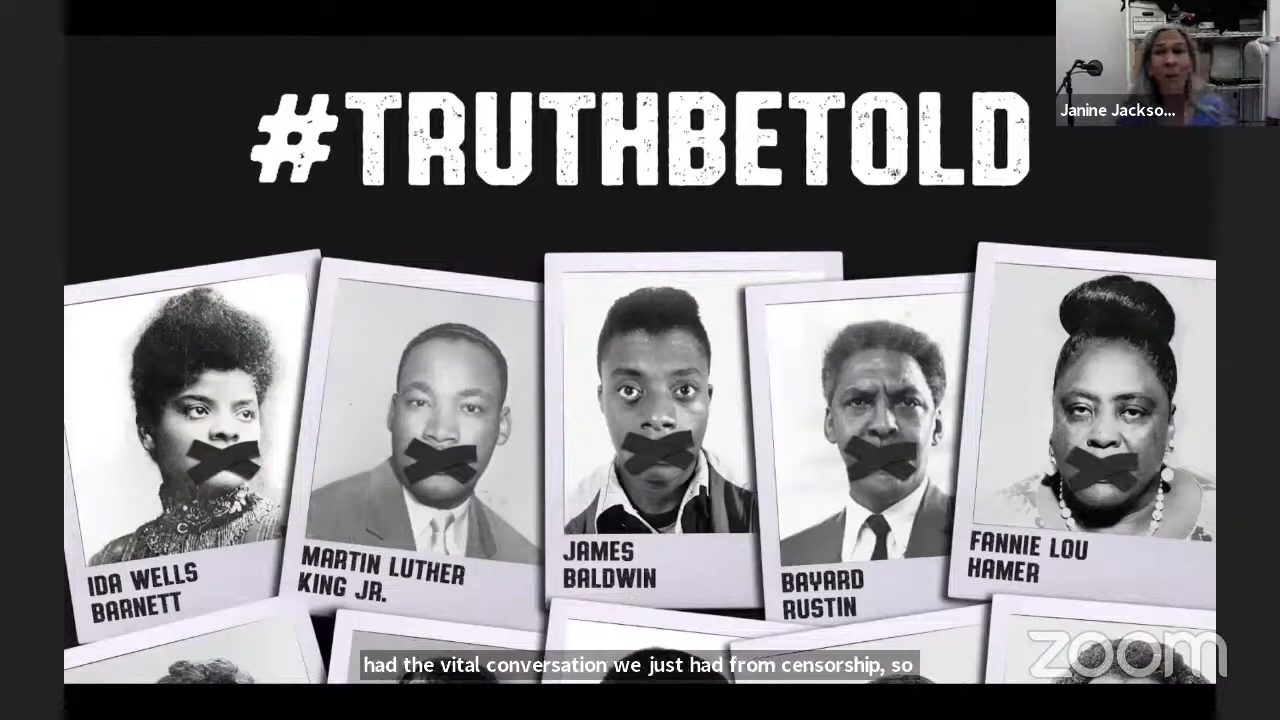 #TRUTHBETOLD
Janine Jackso...
IDA WELLS
BARNETT
MARTIN LUTHER
KING JR.
JAMES
BALDWIN
BAYARD
RUSTIN
FANNIE LOU
HAMER
had the vital conversation we just had from censorship, so
zoom